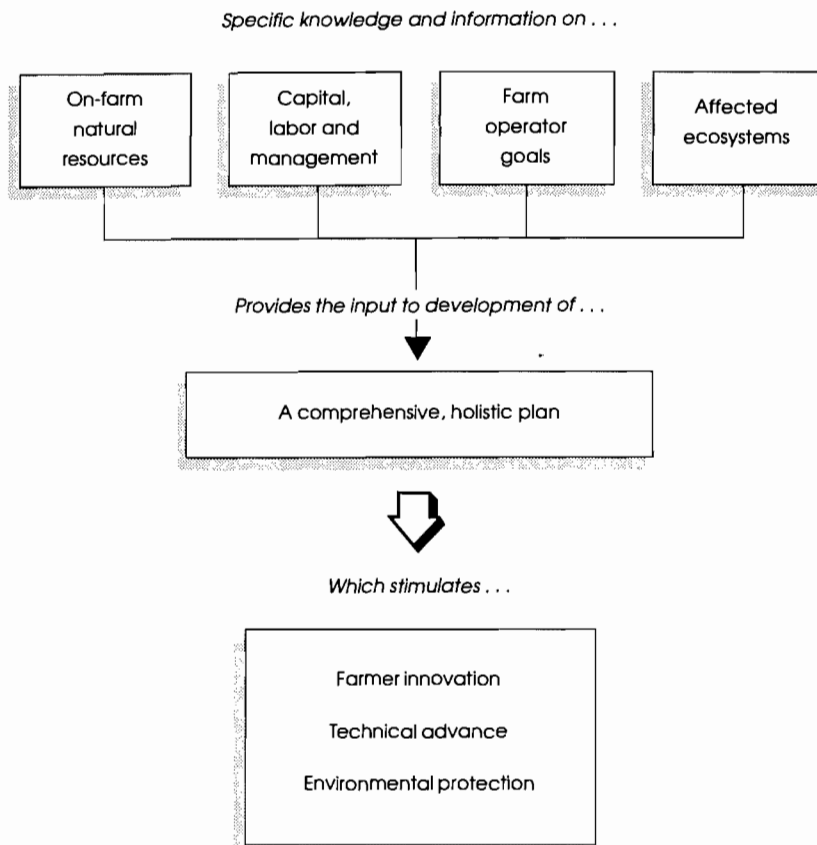 Specific knowledge and information on . . .
On-farm
natural
resources
Capital,
labor and
management
Farm
operator
goals
Affected
ecosystems
Provides the input to development of . . .
A comprehensive, holistic plan
Which stimulates . . .
Farmer innovation
Technical advance
Environmental protection